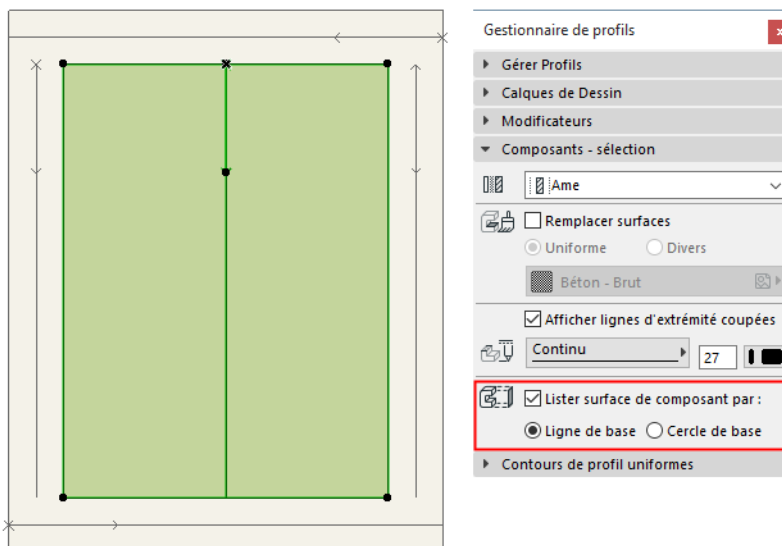 Gestionnaire de profils
Gérer Profils
Calques de Dessin
Modificateurs
Composants - sélection
Ame
Remplacer surfaces
Uniforme Divers
Béton - Brut
Afficher lignes d'extrémité coupées
Continu 27
Lister surface de composant par :
Ligne de base Cercle de base
Contours de profil uniformes